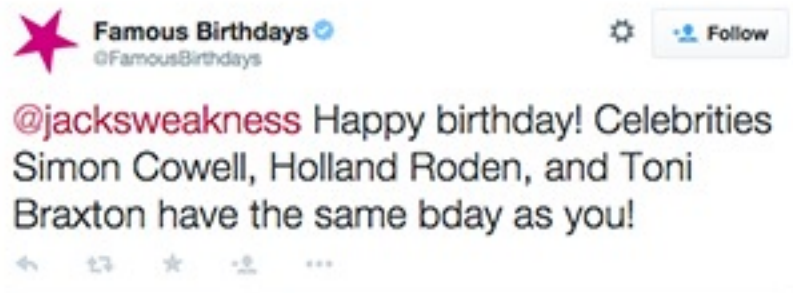 Famous Birthdays
Follow
@FamousBirthdays
@jacksweakness Happy birthday! Celebrities
Simon Cowell, Holland Roden, and Toni
Braxton have the same bday as you!